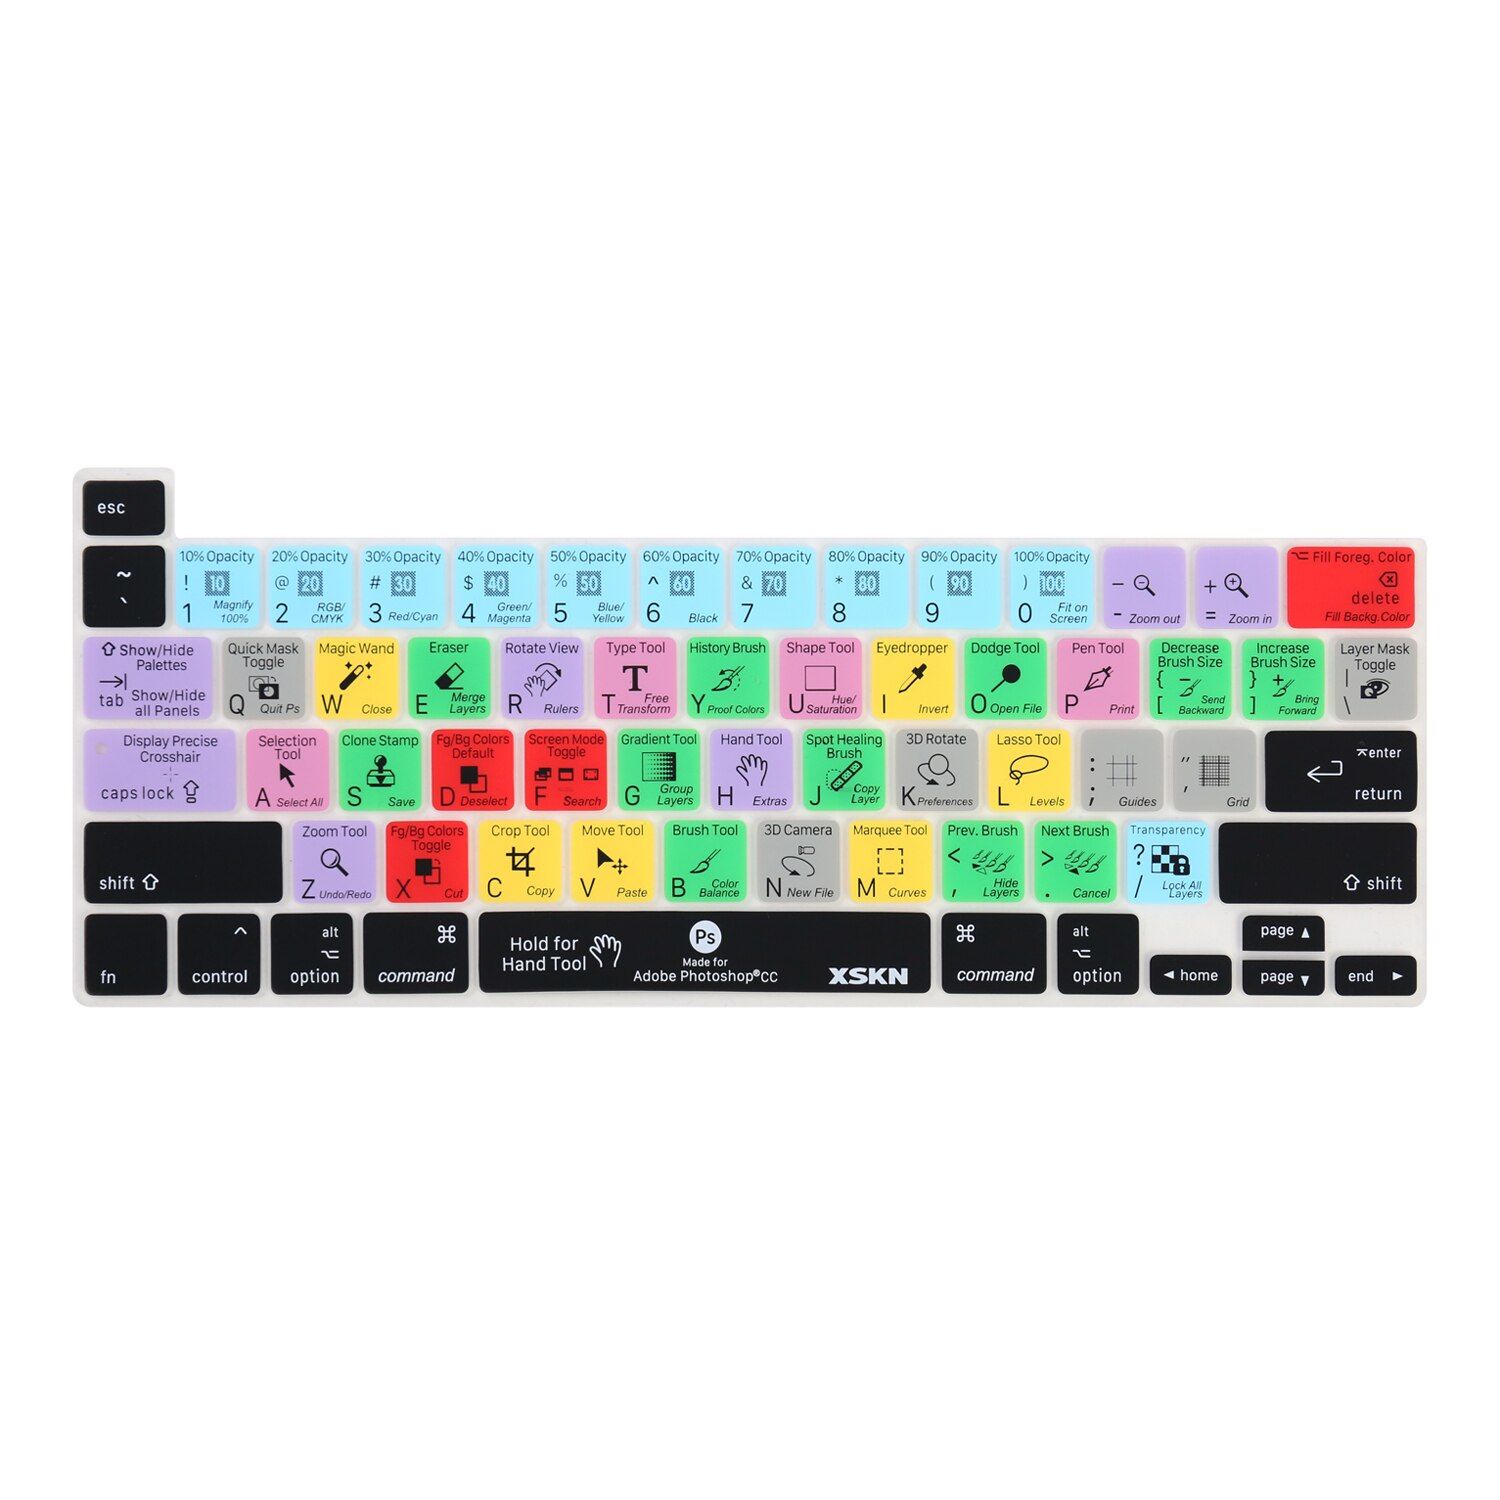 esc
~
`
10% Opacity
! 10
1 Magnify
100%
20% Opacity
@ 20
2 RGB/
CMYK
30% Opacity
# 30
3 Red/Cyan
40% Opacity
$ 40
4 Green/
Magenta
50% Opacity
% 50
5 Blue/
Yellow
60% Opacity
^ 60
6 Black
70% Opacity
& 70
7
80% Opacity
* 80
8
90% Opacity
( 90
9
100% Opacity
) 100
0 Fit on
Screen
−
- Zoom out
+
= Zoom in
⌥ Fill Foreg. Color
⌫
delete
Fill Backg.Color
⇧ Show/Hide
Palettes
→|
tab Show/Hide
all Panels
Quick Mask
Toggle
Q Quit Ps
Magic Wand
W Close
Eraser
E Merge
Layers
Rotate View
R Rulers
Type Tool
T
T Free
Transform
History Brush
Y Proof Colors
Shape Tool
U Hue/
Saturation
Eyedropper
I Invert
Dodge Tool
O Open File
Pen Tool
P Print
Decrease
Brush Size
{ −
[ Send
Backward
Increase
Brush Size
} +
] Bring
Forward
Layer Mask
Toggle
|
\
Display Precise
Crosshair
caps lock ⇪
Selection
Tool
A Select All
Clone Stamp
S Save
Fg/Bg Colors
Default
D Deselect
Screen Mode
Toggle
F Search
Gradient Tool
G Group
Layers
Hand Tool
H Extras
Spot Healing
Brush
J Copy
Layer
3D Rotate
K Preferences
Lasso Tool
L Levels
:
; Guides
"
' Grid
⌅enter
return
shift ⇧
Zoom Tool
Z Undo/Redo
Fg/Bg Colors
Toggle
X Cut
Crop Tool
C Copy
Move Tool
V Paste
Brush Tool
B Color
Balance
3D Camera
N New File
Marquee Tool
M Curves
Prev. Brush
<
, Hide
Layers
Next Brush
>
. Cancel
Transparency
?
/ Lock All
Layers
⇧ shift
fn
^
control
alt
⌥
option
⌘
command
Hold for
Hand Tool
Ps
Made for
Adobe Photoshop®CC
XSKN
⌘
command
alt
⌥
option
◄ home
page ▲
page ▼
end ►